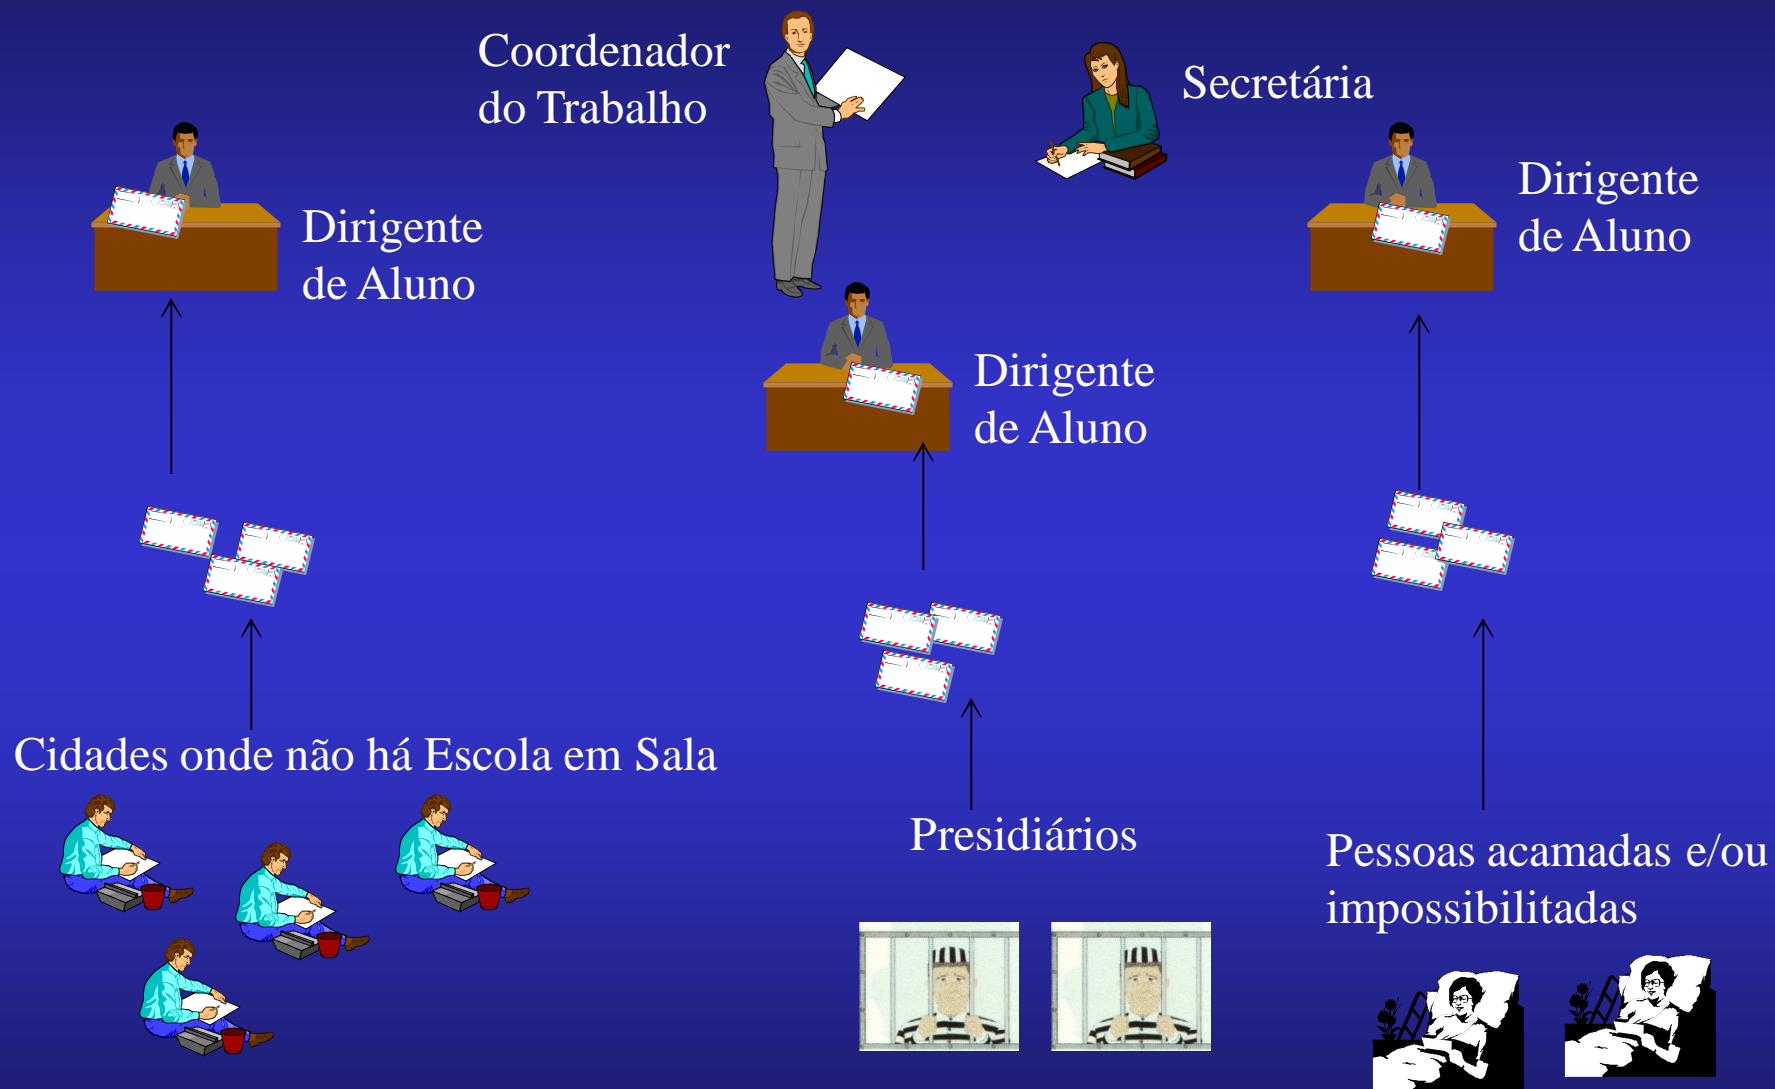 Coordenador
do Trabalho
Secretária
Dirigente
de Aluno
Dirigente
de Aluno
Dirigente
de Aluno
Cidades onde não há Escola em Sala
Presidiários
Pessoas acamadas e/ou
impossibilitadas